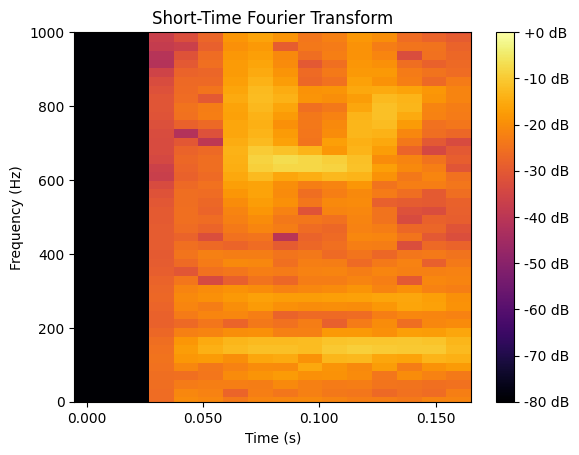 Short-Time Fourier Transform
1000
800
600
400
200
0
Frequency (Hz)
0.000
0.050
0.100
0.150
Time (s)
+0 dB
-10 dB
-20 dB
-30 dB
-40 dB
-50 dB
-60 dB
-70 dB
-80 dB